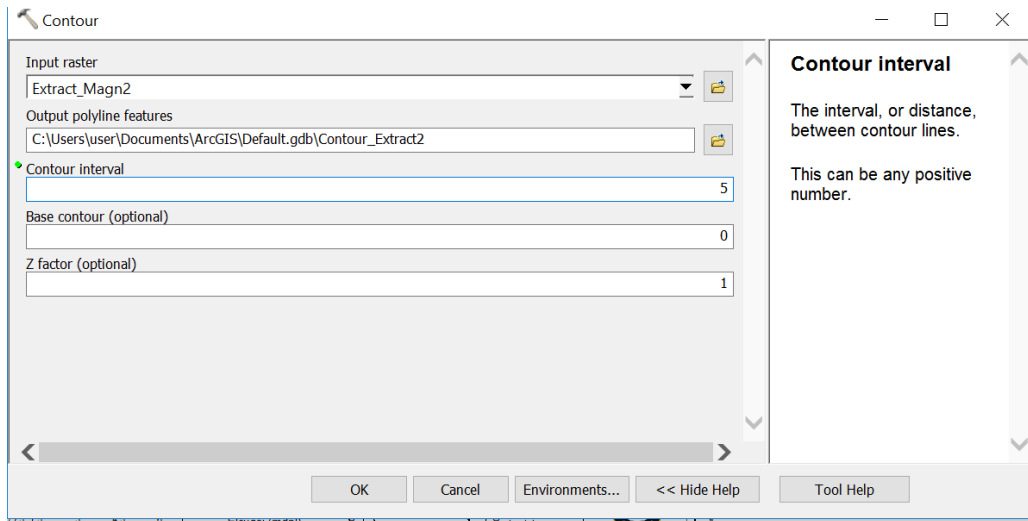 Contour
Input raster
Extract_Magn2
Output polyline features
C:\Users\user\Documents\ArcGIS\Default.gdb\Contour_Extract2
Contour interval
5
Base contour (optional)
0
Z factor (optional)
1
Contour interval
The interval, or distance,
between contour lines.
This can be any positive
number.
OK
Cancel
Environments...
<< Hide Help
Tool Help